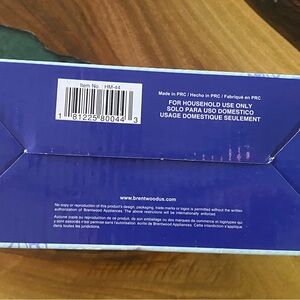 Item No.: HM-44
1 81225 80044 3
Made in PRC / Hecho in PRC / Fabriqué en PRC
FOR HOUSEHOLD USE ONLY
SOLO PARA USO DOMESTICO
USAGE DOMESTIQUE SEULEMENT
www.brentwoodus.com
No copy or reproduction of this product's design, packaging, trade marks or logos is permitted without the written
authorization of Brentwood Appliances. The above restrictions will be internationally enforced.
Aucune copie ou reproduction de ce produit, de son emballage ou des marques de commerce et logotypes qui
y sont associés n'est permise sans l'autorisation écrite de Brentwood Appliances. Cette interdiction s'applique
dans toutes les juridictions.